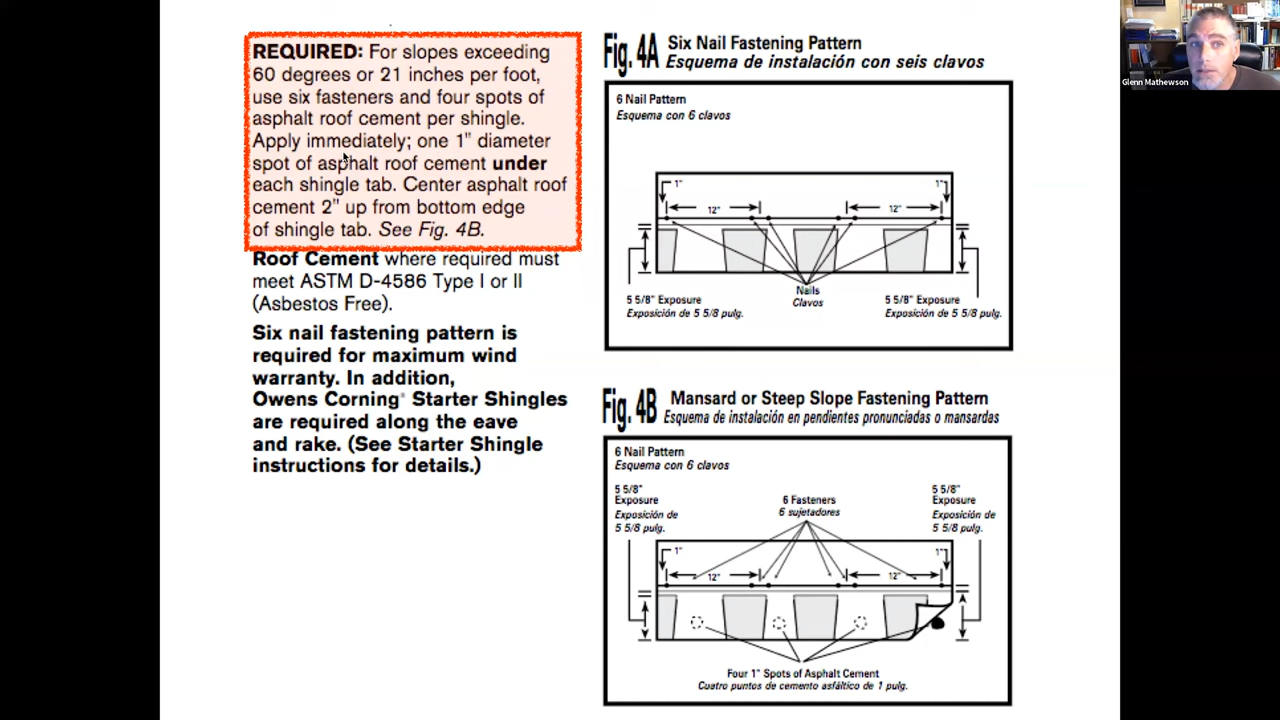 REQUIRED: For slopes exceeding
60 degrees or 21 inches per foot,
use six fasteners and four spots of
asphalt roof cement per shingle.
Apply immediately; one 1" diameter
spot of asphalt roof cement under
each shingle tab. Center asphalt roof
cement 2" up from bottom edge
of shingle tab. See Fig. 4B.
Roof Cement where required must
meet ASTM D-4586 Type I or II
(Asbestos Free).
Six nail fastening pattern is
required for maximum wind
warranty. In addition,
Owens Corning® Starter Shingles
are required along the eave
and rake. (See Starter Shingle
instructions for details.)
Fig. 4A Six Nail Fastening Pattern
Esquema de instalación con seis clavos
6 Nail Pattern
Esquema con 6 clavos
1" 1"
12" 12"
Nails
Clavos
5 5/8" Exposure
Exposición de 5 5/8 pulg.
5 5/8" Exposure
Exposición de 5 5/8 pulg.
Fig. 4B Mansard or Steep Slope Fastening Pattern
Esquema de instalación en pendientes pronunciadas o mansardas
6 Nail Pattern
Esquema con 6 clavos
5 5/8"
Exposure
Exposición de
5 5/8 pulg.
6 Fasteners
6 sujetadores
5 5/8"
Exposure
Exposición de
5 5/8 pulg.
1" 1"
12" 12"
Four 1" Spots of Asphalt Cement
Cuatro puntos de cemento asfáltico de 1 pulg.
Glenn Mathewson